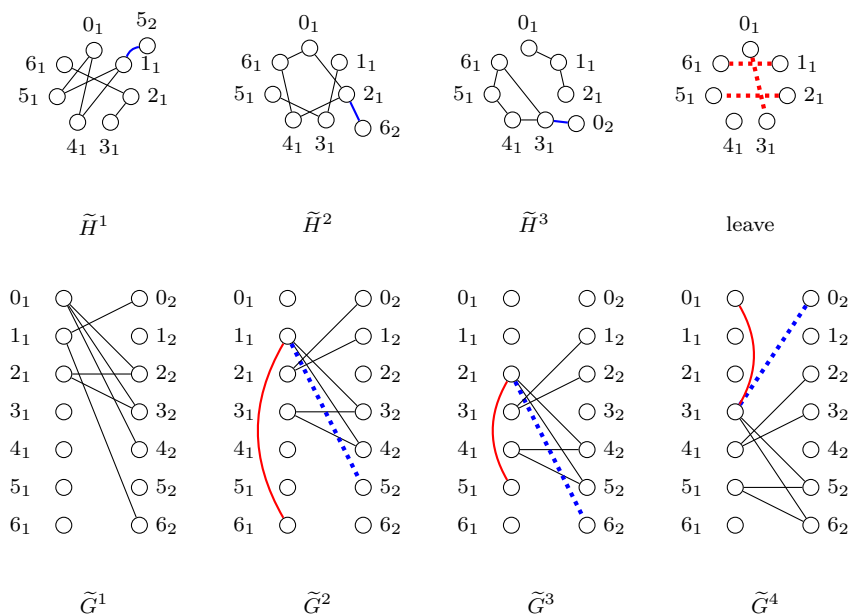 0₁ 5₂ 0₁ 0₁ 0₁
6₁ 1₁ 6₁ 1₁ 6₁ 1₁ 6₁ 1₁
5₁ 2₁ 5₁ 2₁ 5₁ 2₁ 5₁ 2₁
4₁ 3₁ 4₁ 3₁ 6₂ 4₁ 3₁ 0₂ 4₁ 3₁
H̃¹ H̃² H̃³ leave
0₁ 0₂ 0₁ 0₂ 0₁ 0₂ 0₁ 0₂
1₁ 1₂ 1₁ 1₂ 1₁ 1₂ 1₁ 1₂
2₁ 2₂ 2₁ 2₂ 2₁ 2₂ 2₁ 2₂
3₁ 3₂ 3₁ 3₂ 3₁ 3₂ 3₁ 3₂
4₁ 4₂ 4₁ 4₂ 4₁ 4₂ 4₁ 4₂
5₁ 5₂ 5₁ 5₂ 5₁ 5₂ 5₁ 5₂
6₁ 6₂ 6₁ 6₂ 6₁ 6₂ 6₁ 6₂
G̃¹ G̃² G̃³ G̃⁴